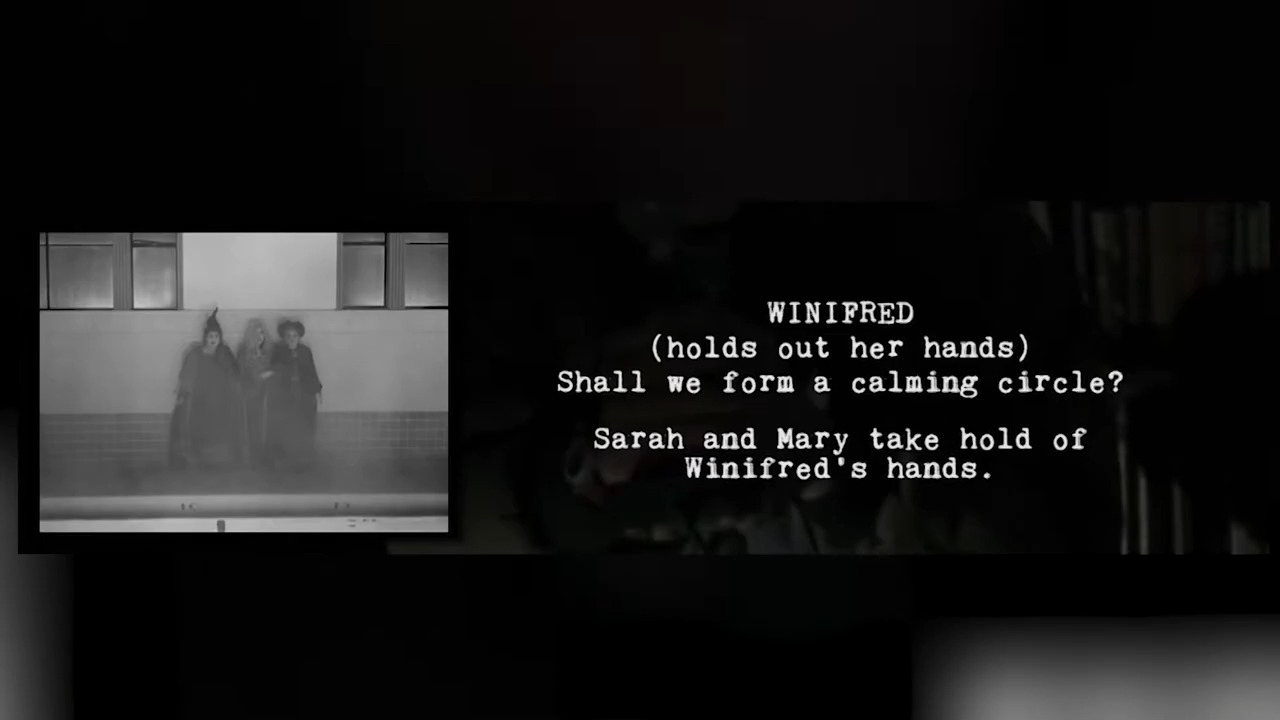 WINIFRED
(holds out her hands)
Shall we form a calming circle?
Sarah and Mary take hold of
Winifred's hands.